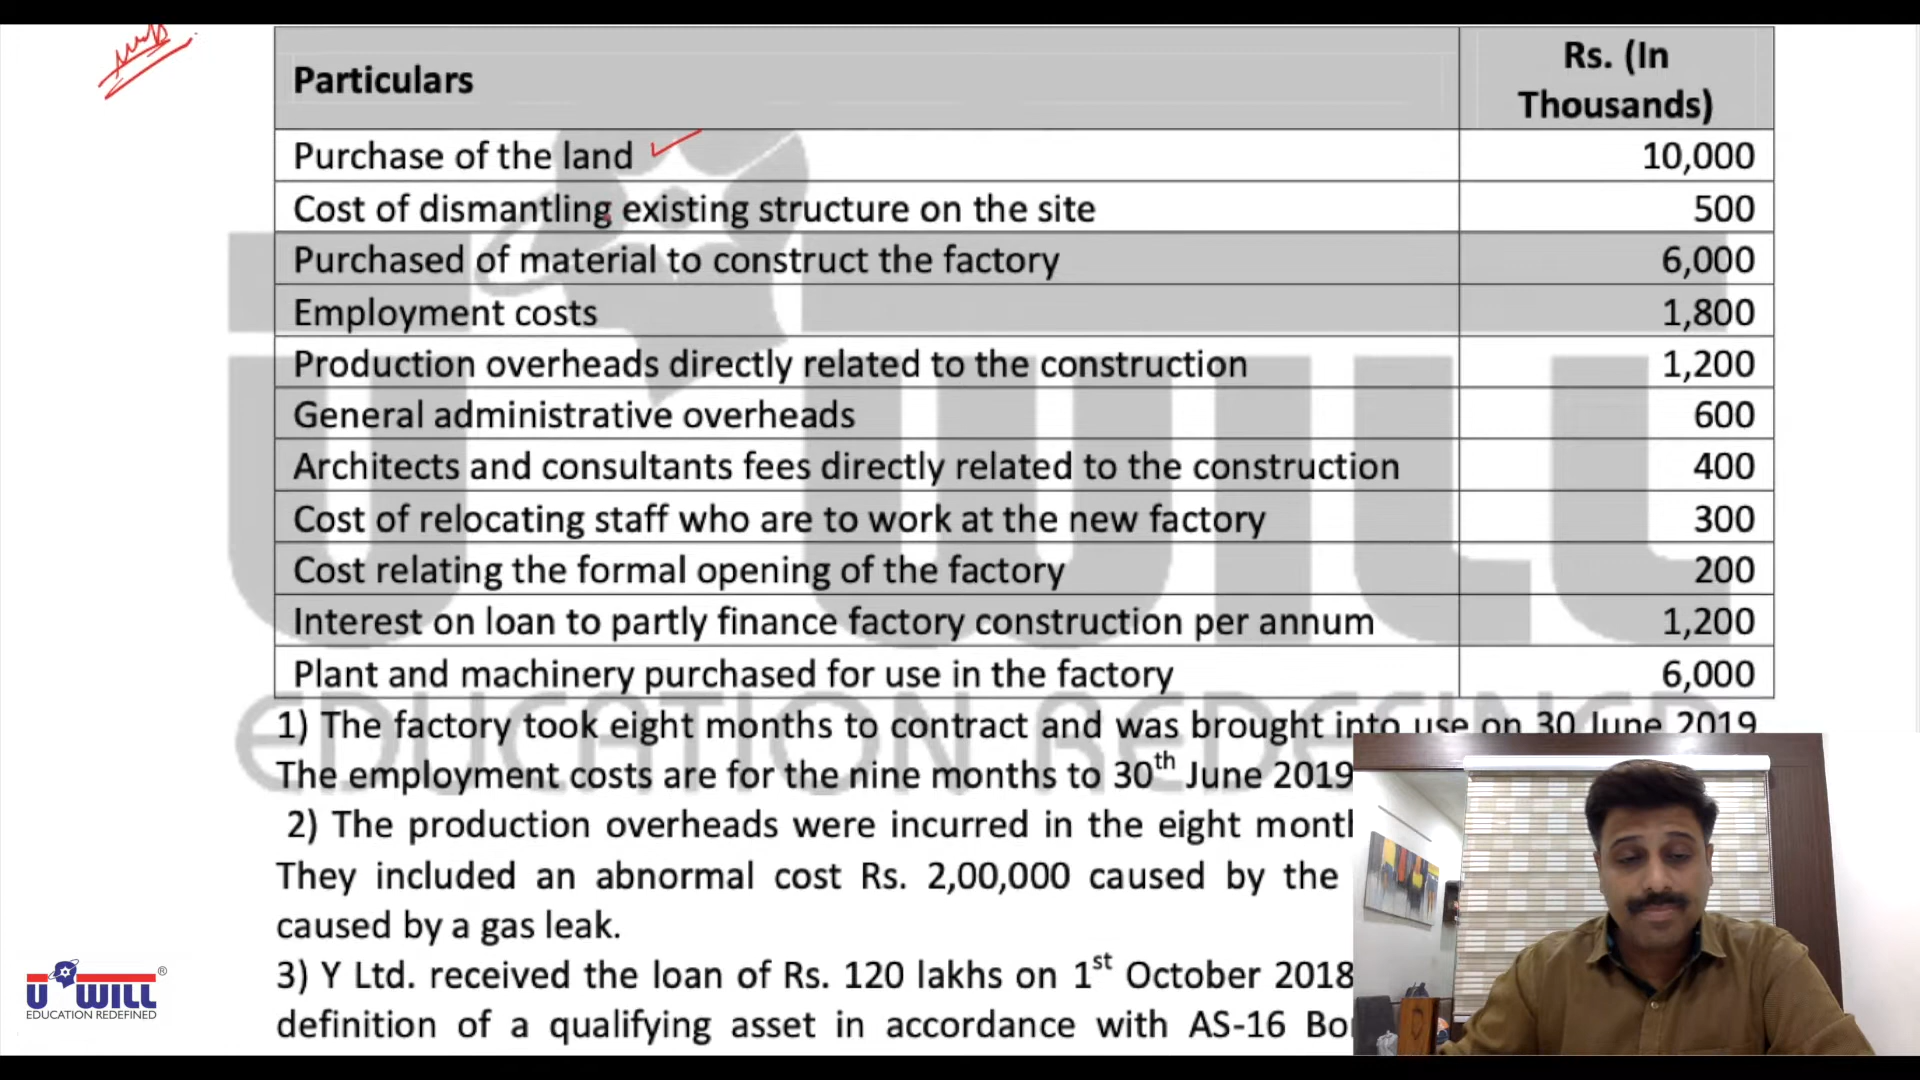 Particulars
Rs. (In
Thousands)
Purchase of the land
10,000
Cost of dismantling existing structure on the site
500
Purchased of material to construct the factory
6,000
Employment costs
1,800
Production overheads directly related to the construction
1,200
General administrative overheads
600
Architects and consultants fees directly related to the construction
400
Cost of relocating staff who are to work at the new factory
300
Cost relating the formal opening of the factory
200
Interest on loan to partly finance factory construction per annum
1,200
Plant and machinery purchased for use in the factory
6,000
1) The factory took eight months to contract and was brought into use on 30 June 2019
The employment costs are for the nine months to 30th June 2019
2) The production overheads were incurred in the eight
They included an abnormal cost Rs. 2,00,000 caused by the
caused by a gas leak.
3) Y Ltd. received the loan of Rs. 120 lakhs on 1st October 2018
definition of a qualifying asset in accordance with AS-16
U WILL
EDUCATION REDEFINED
U WILL ®
EDUCATION REDEFINED